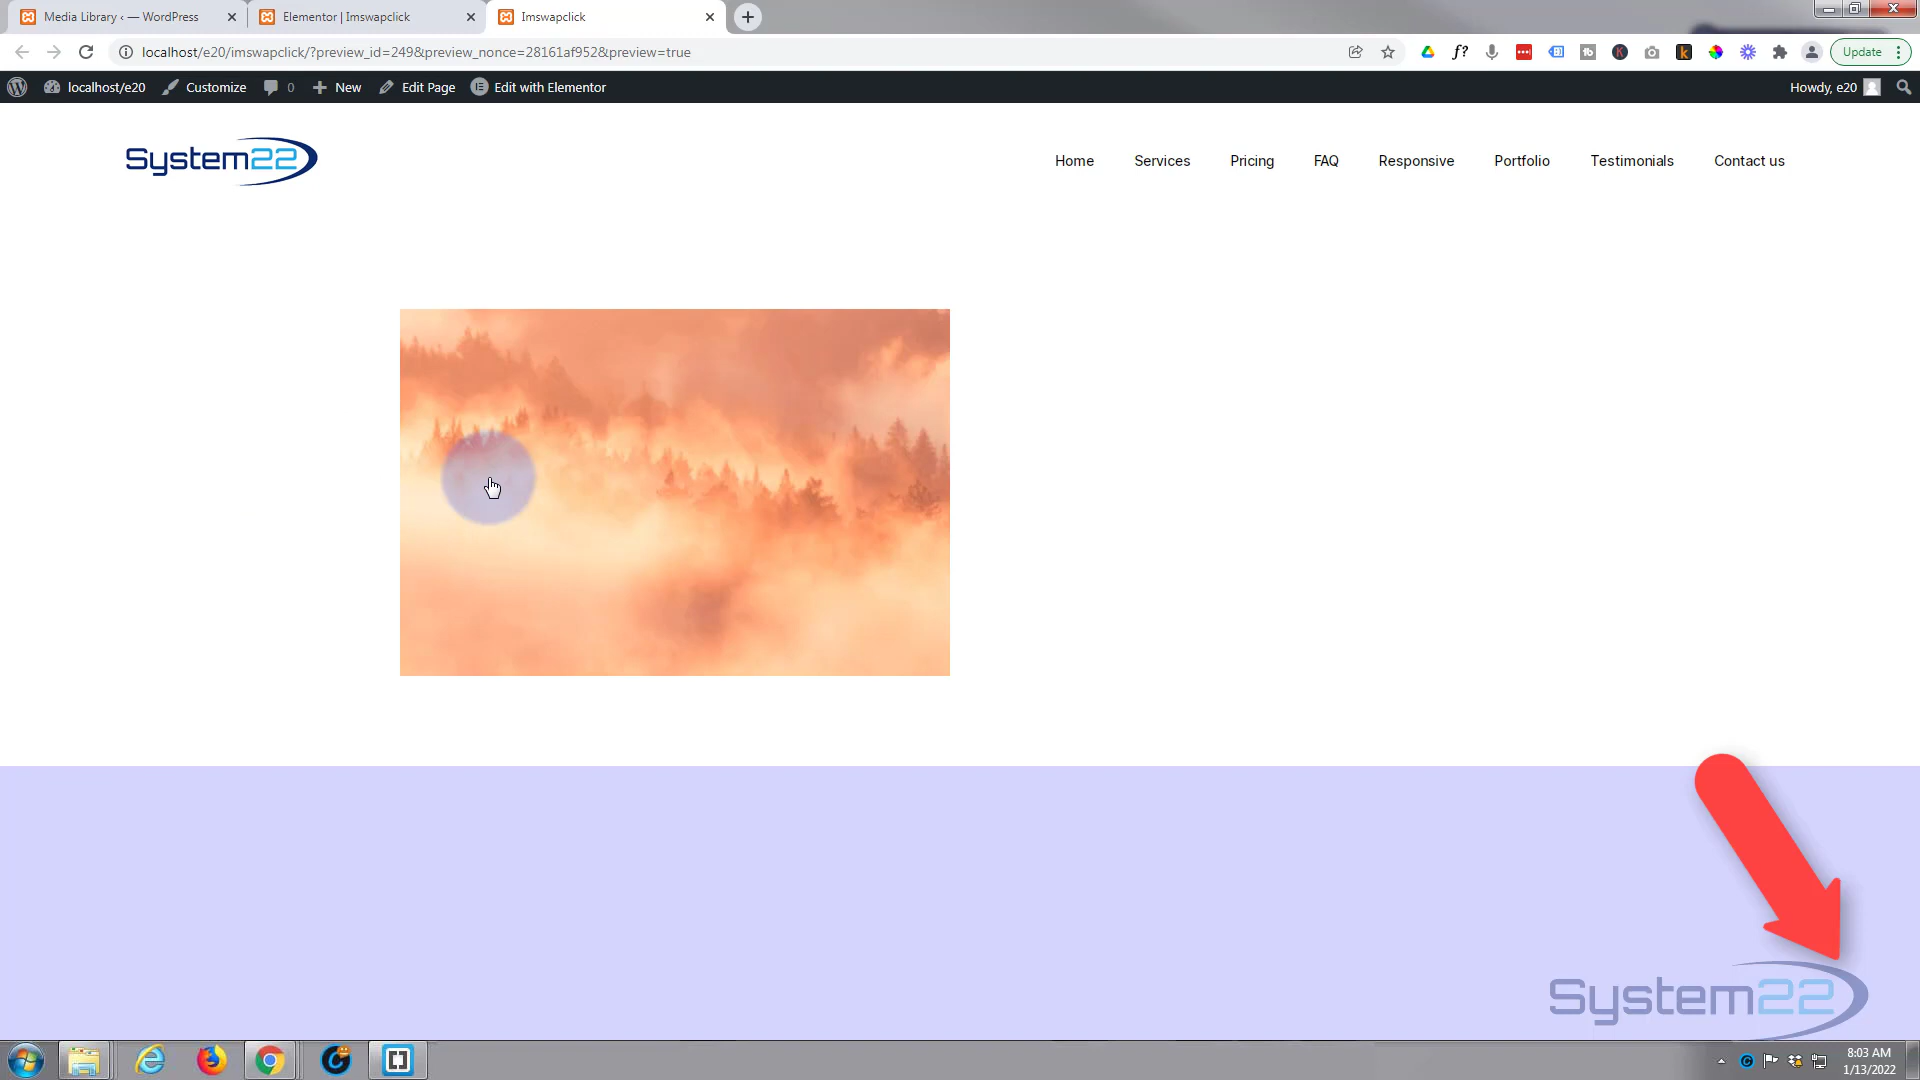 Media Library ‹ — WordPress
Elementor | Imswapclick
Imswapclick
localhost/e20/imswapclick/?preview_id=249&preview_nonce=28161af952&preview=true
Update
localhost/e20
Customize
0
New
Edit Page
Edit with Elementor
Howdy, e20
System22
Home
Services
Pricing
FAQ
Responsive
Portfolio
Testimonials
Contact us
System22
8:03 AM
1/13/2022